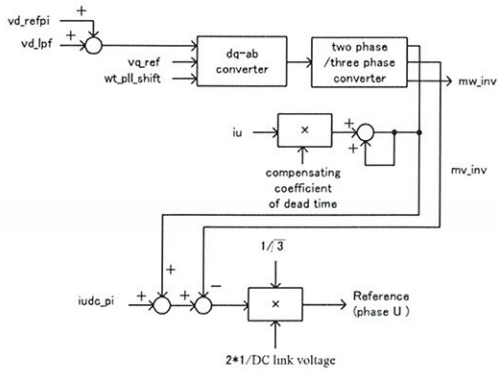 vd_refpi
+
vd_lpf
+
vq_ref
wt_pll_shift
dq-ab
converter
two phase
/three phase
converter
mw_inv
iu
×
+
+
compensating
coefficient
of dead time
mv_inv
1/√3
+
iudc_pi
+
+
−
×
Reference
(phase U )
2*1/DC link voltage